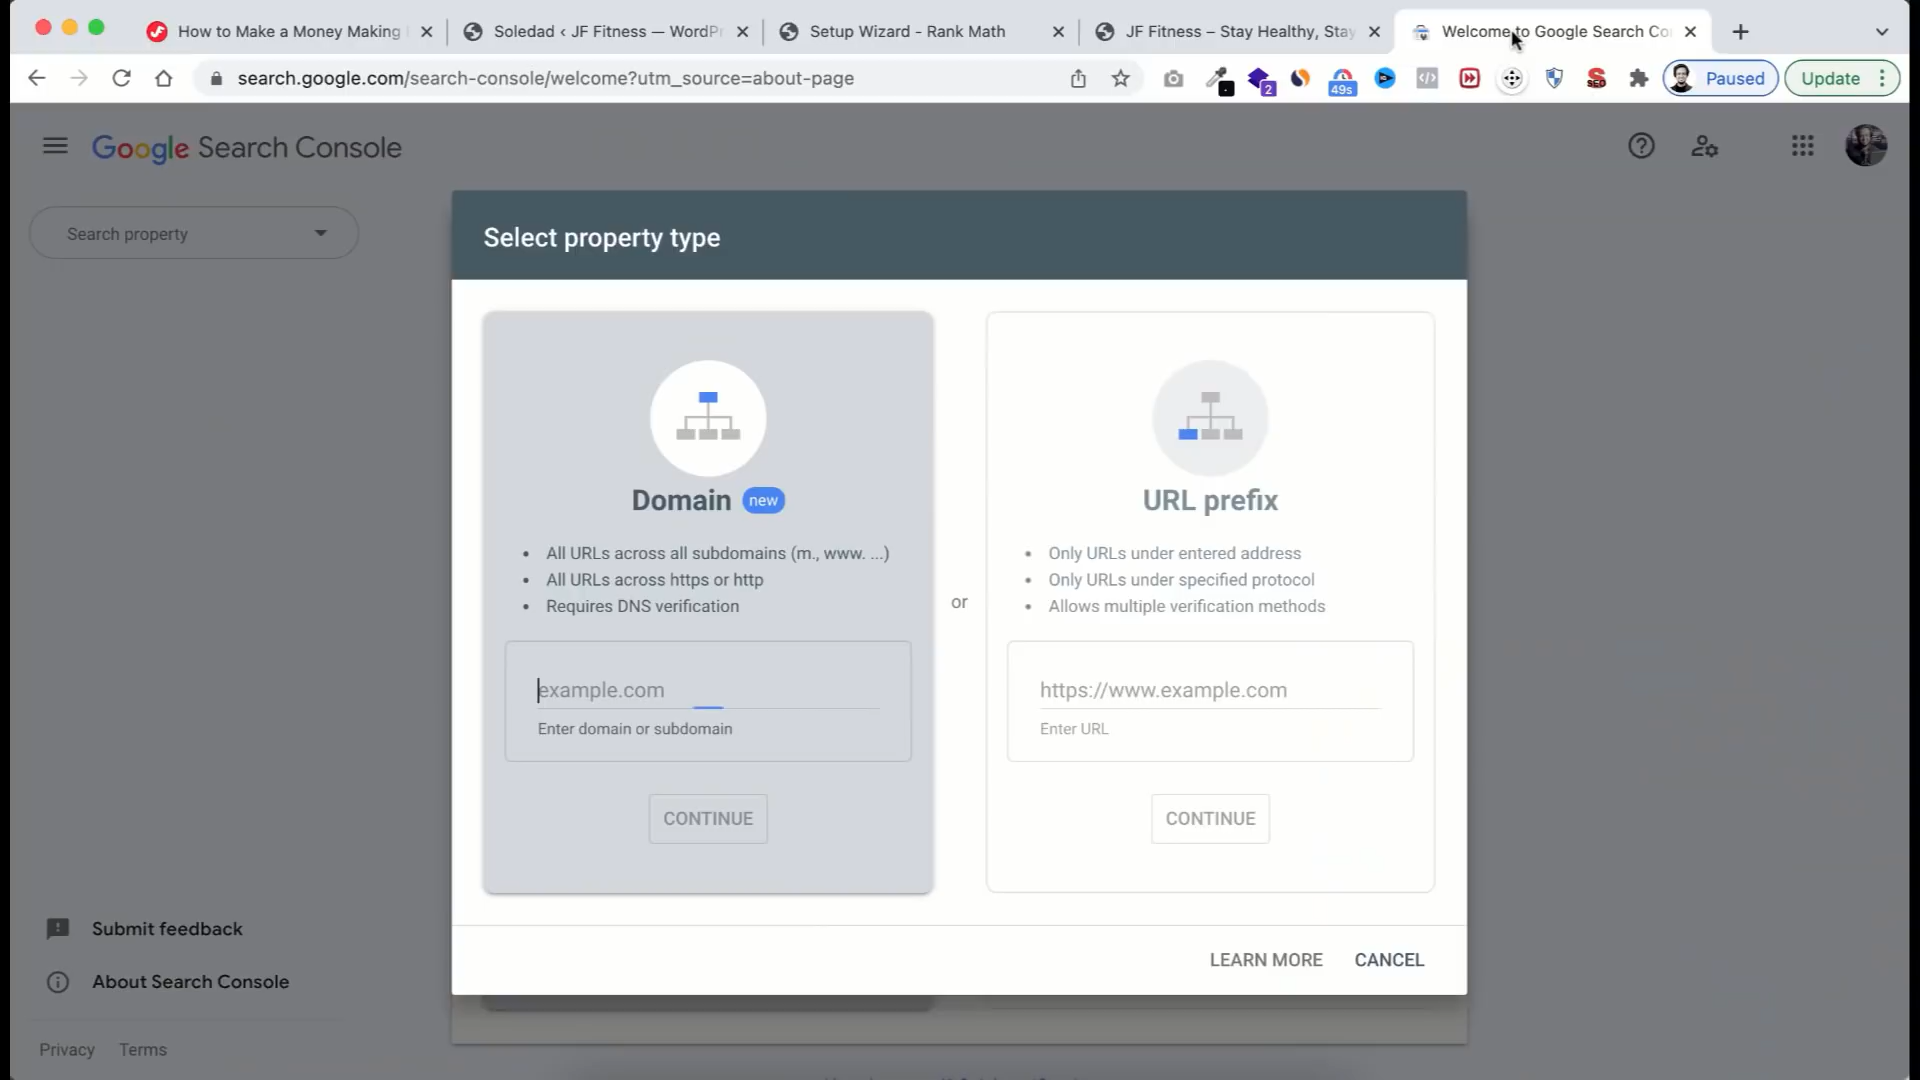 How to Make a Money Making
Soledad ‹ JF Fitness — WordPr
Setup Wizard - Rank Math
JF Fitness – Stay Healthy, Stay
Welcome to Google Search Co
search.google.com/search-console/welcome?utm_source=about-page
2
49s
SEO
Paused
Update
Google Search Console
Search property
Select property type
Domain new
All URLs across all subdomains (m., www. ...)
All URLs across https or http
Requires DNS verification
example.com
Enter domain or subdomain
CONTINUE
or
URL prefix
Only URLs under entered address
Only URLs under specified protocol
Allows multiple verification methods
https://www.example.com
Enter URL
CONTINUE
LEARN MORE
CANCEL
Submit feedback
About Search Console
Privacy
Terms